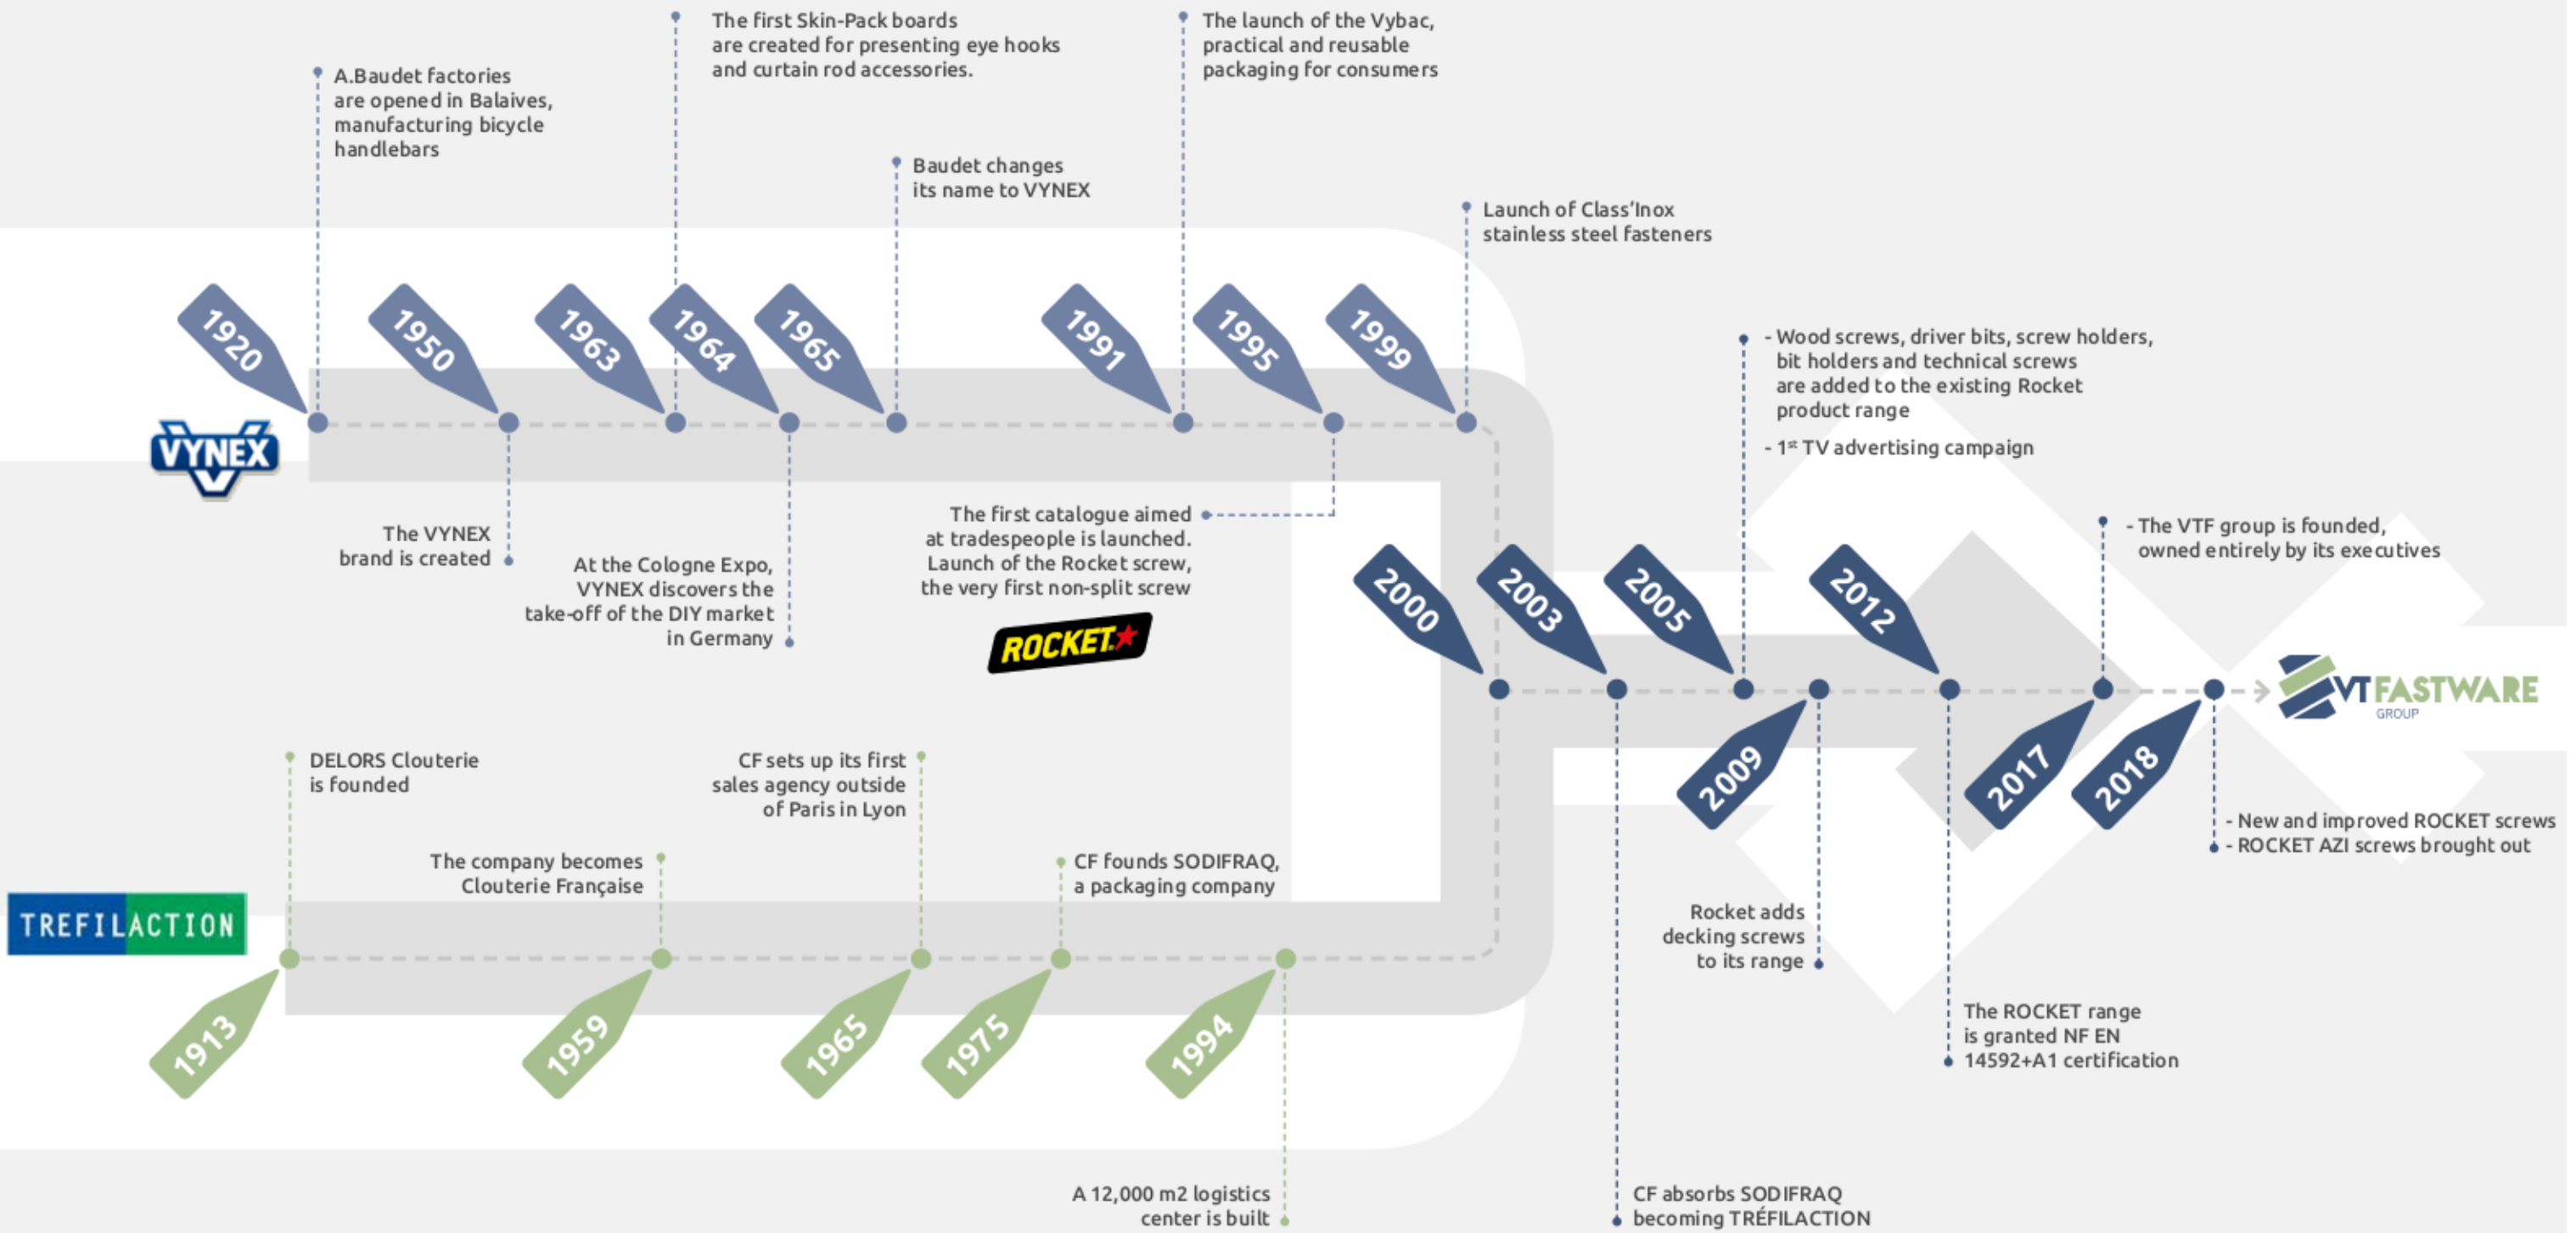 The first Skin-Pack boards
are created for presenting eye hooks
and curtain rod accessories.
The launch of the Vybac,
practical and reusable
packaging for consumers
A.Baudet factories
are opened in Balaives,
manufacturing bicycle
handlebars
Baudet changes
its name to VYNEX
Launch of Class'Inox
stainless steel fasteners
1920
1950
1963
1964
1965
1991
1995
1999
VYNEX
V
The VYNEX
brand is created
At the Cologne Expo,
VYNEX discovers the
take-off of the DIY market
in Germany
The first catalogue aimed
at tradespeople is launched.
Launch of the Rocket screw,
the very first non-split screw
ROCKET
- Wood screws, driver bits, screw holders,
bit holders and technical screws
are added to the existing Rocket
product range
- 1st TV advertising campaign
- The VTF group is founded,
owned entirely by its executives
2000
2003
2005
2012
2009
2017
2018
VTFASTWARE
GROUP
- New and improved ROCKET screws
- ROCKET AZI screws brought out
Rocket adds
decking screws
to its range
The ROCKET range
is granted NF EN
14592+A1 certification
CF absorbs SODIFRAQ
becoming TRÉFILACTION
DELORS Clouterie
is founded
The company becomes
Clouterie Française
CF sets up its first
sales agency outside
of Paris in Lyon
CF founds SODIFRAQ,
a packaging company
TREFILACTION
1913
1959
1965
1975
1994
A 12,000 m2 logistics
center is built